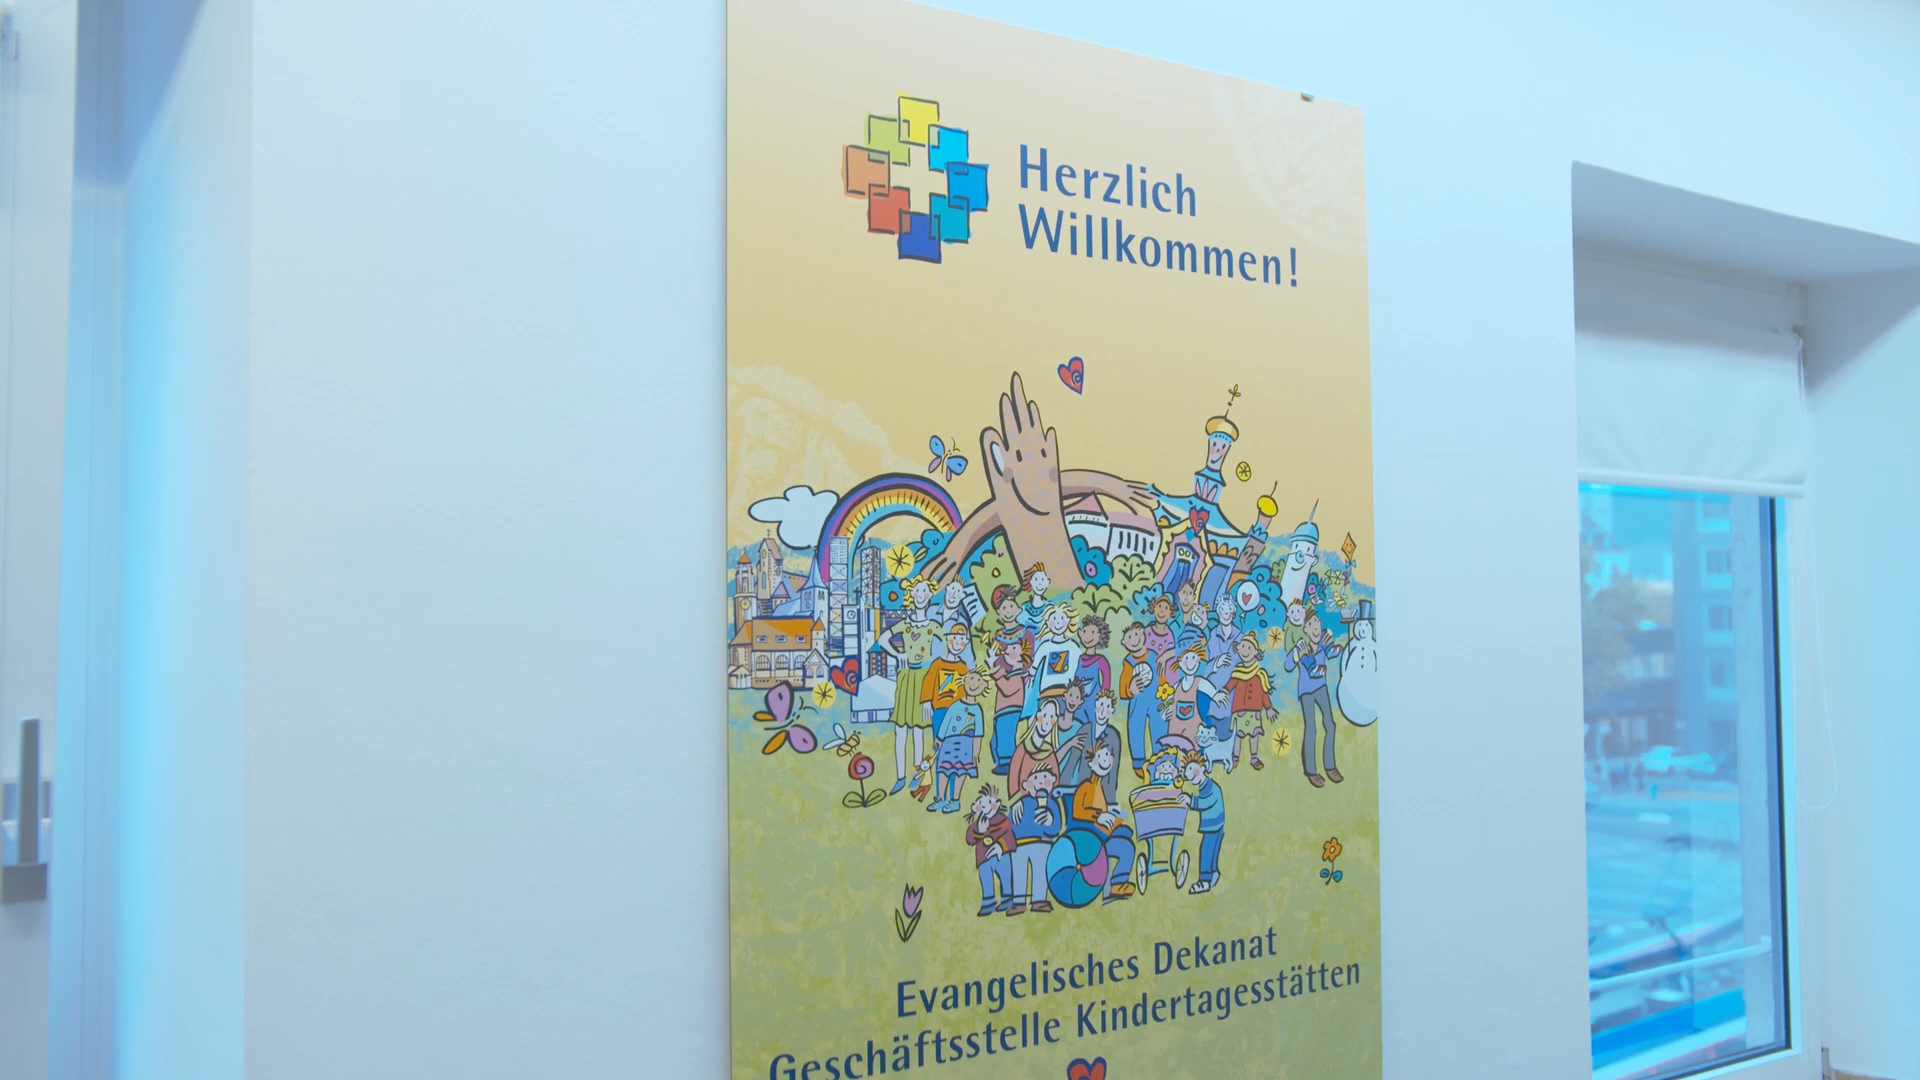 Herzlich
Willkommen!
Evangelisches Dekanat
Geschäftsstelle Kindertagesstätten